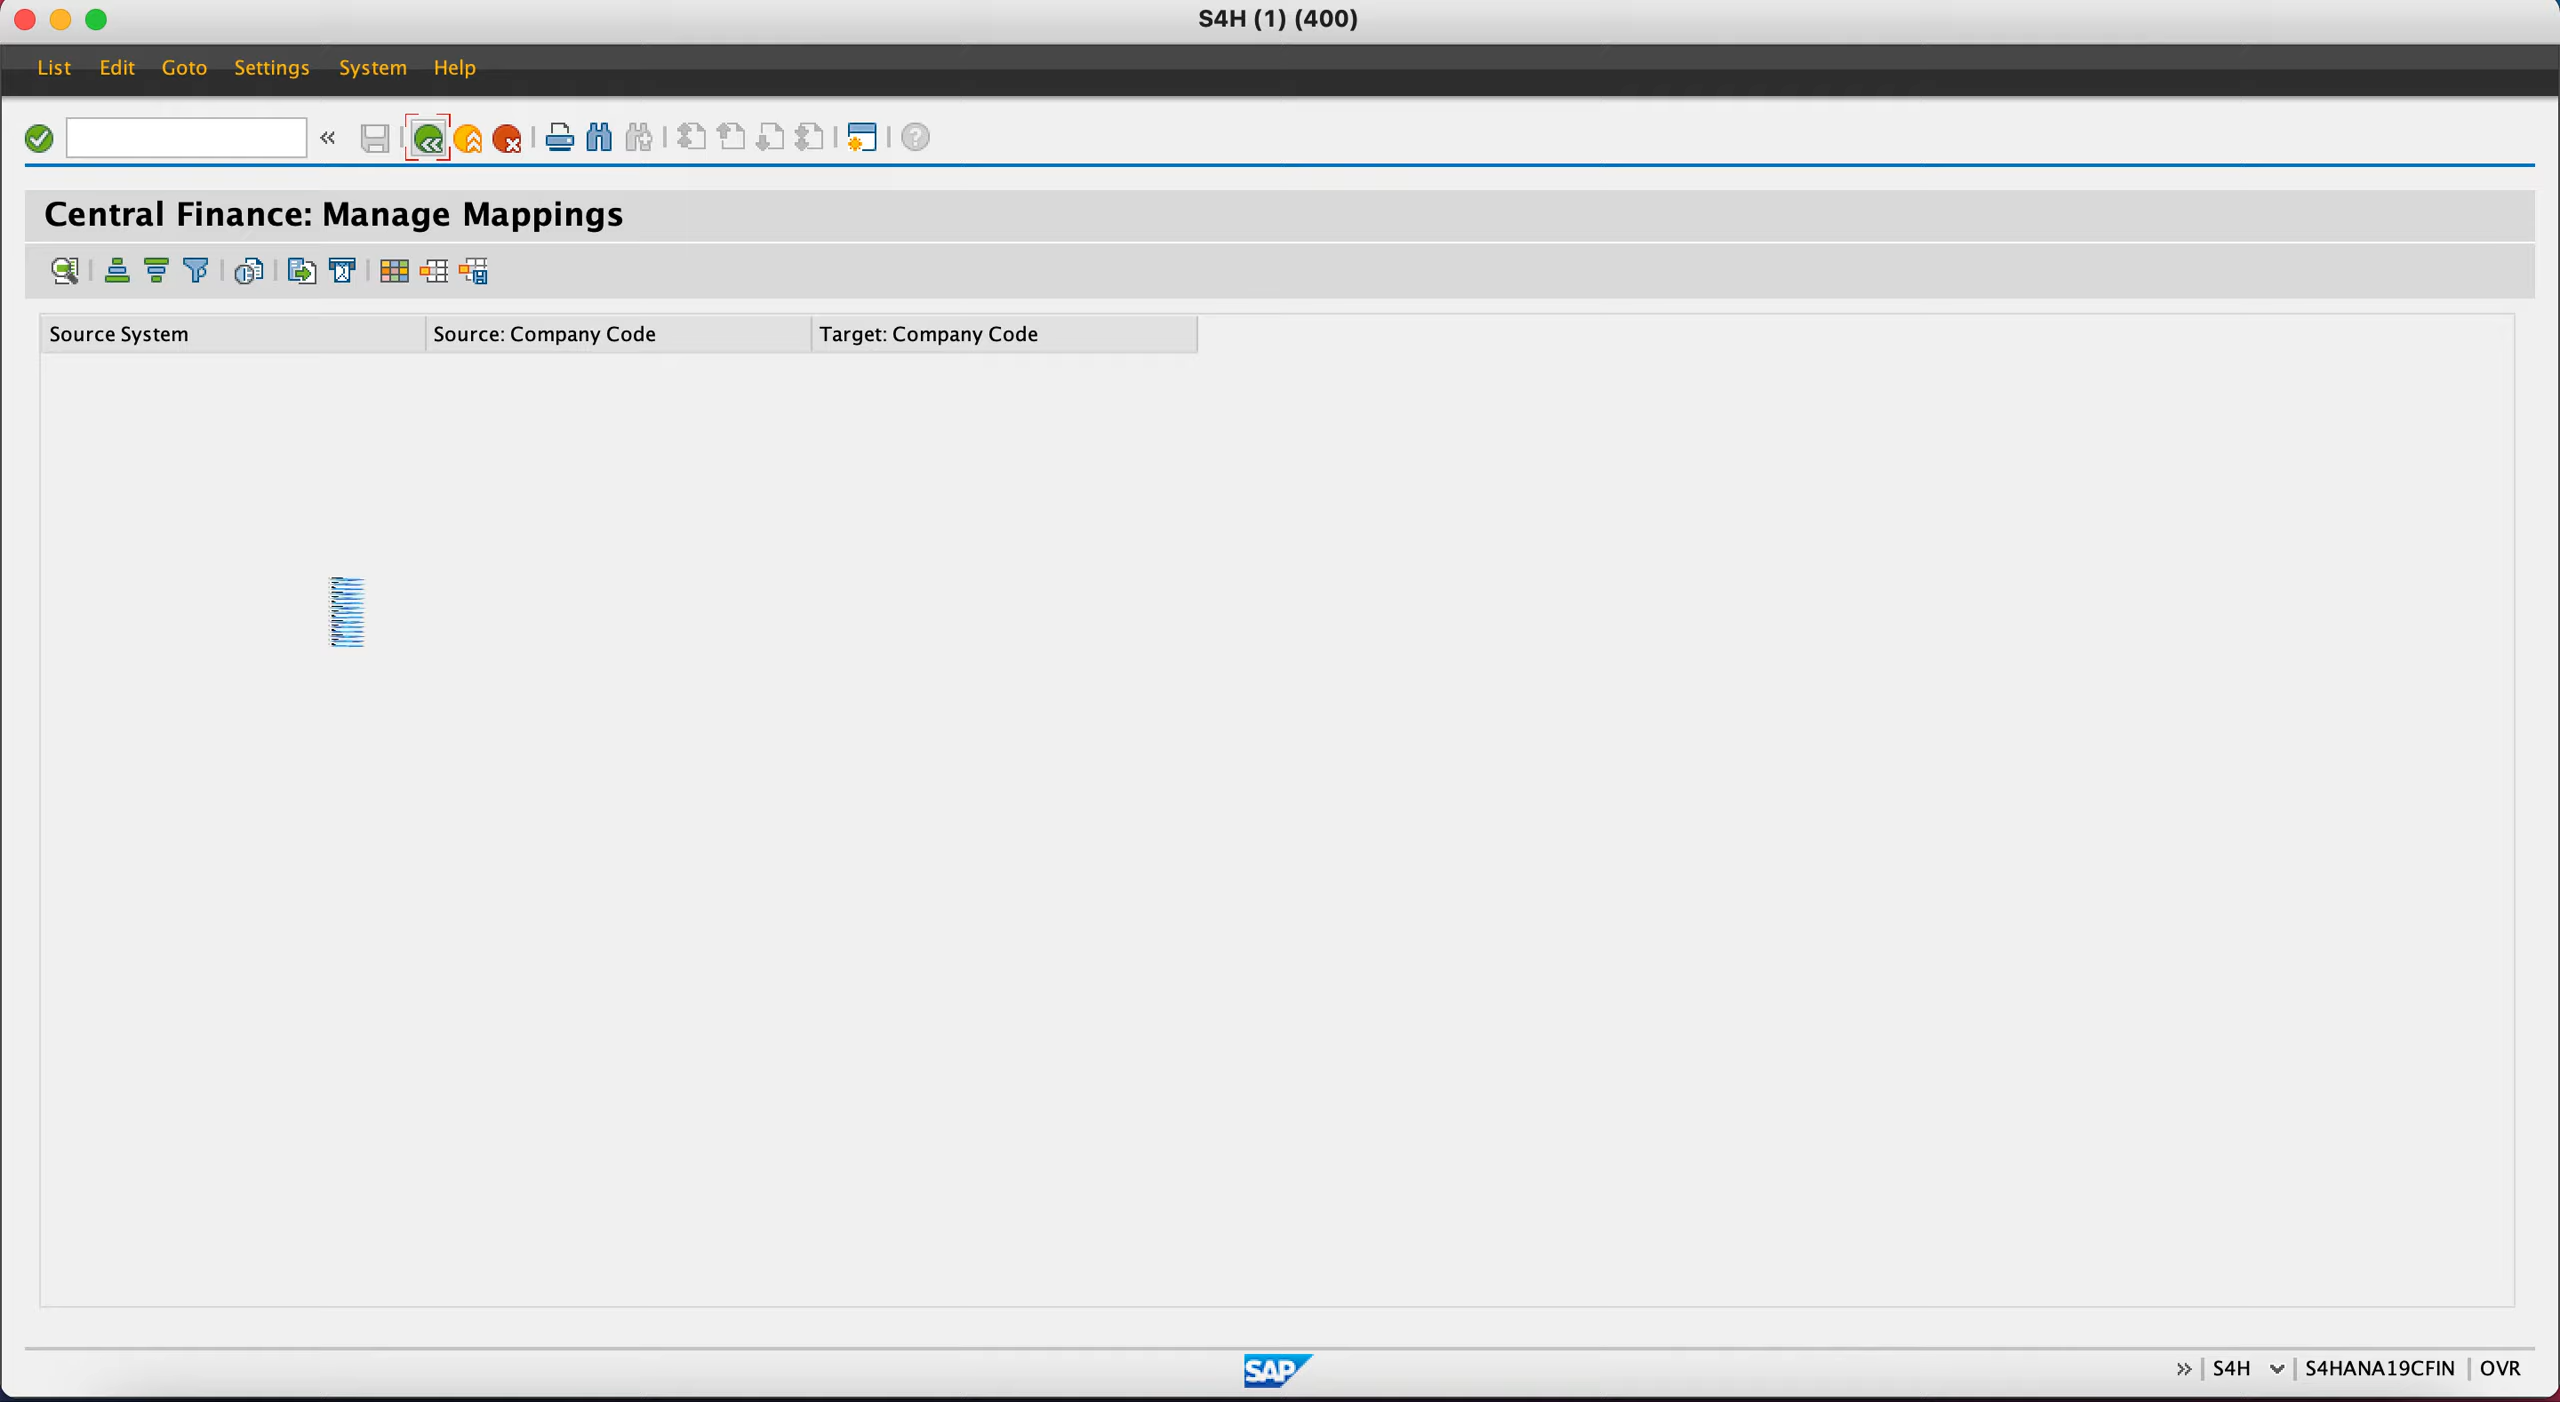 S4H (1) (400)
List Edit Goto Settings System Help
Central Finance: Manage Mappings
Source System Source: Company Code Target: Company Code
SAP S4H S4HANA19CFIN OVR